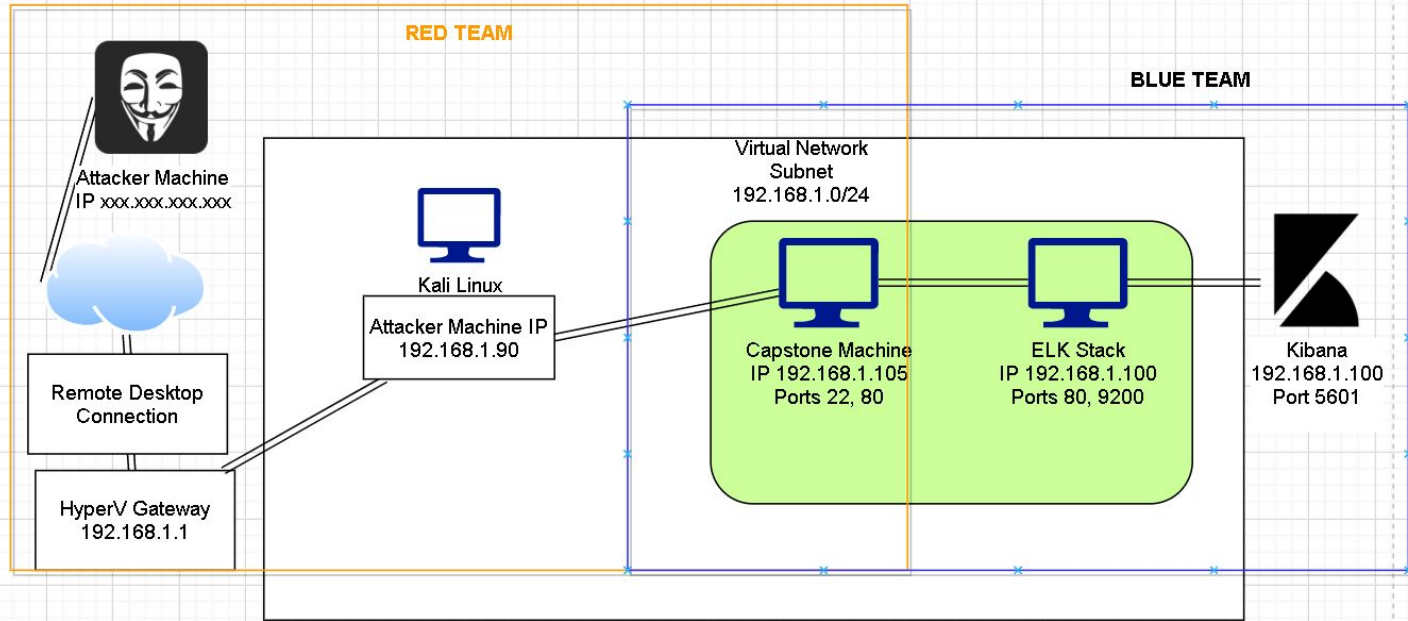 RED TEAM
BLUE TEAM
Attacker Machine
IP xxx.xxx.xxx.xxx
Remote Desktop
Connection
HyperV Gateway
192.168.1.1
Kali Linux
Attacker Machine IP
192.168.1.90
Virtual Network
Subnet
192.168.1.0/24
Capstone Machine
IP 192.168.1.105
Ports 22, 80
ELK Stack
IP 192.168.1.100
Ports 80, 9200
Kibana
192.168.1.100
Port 5601